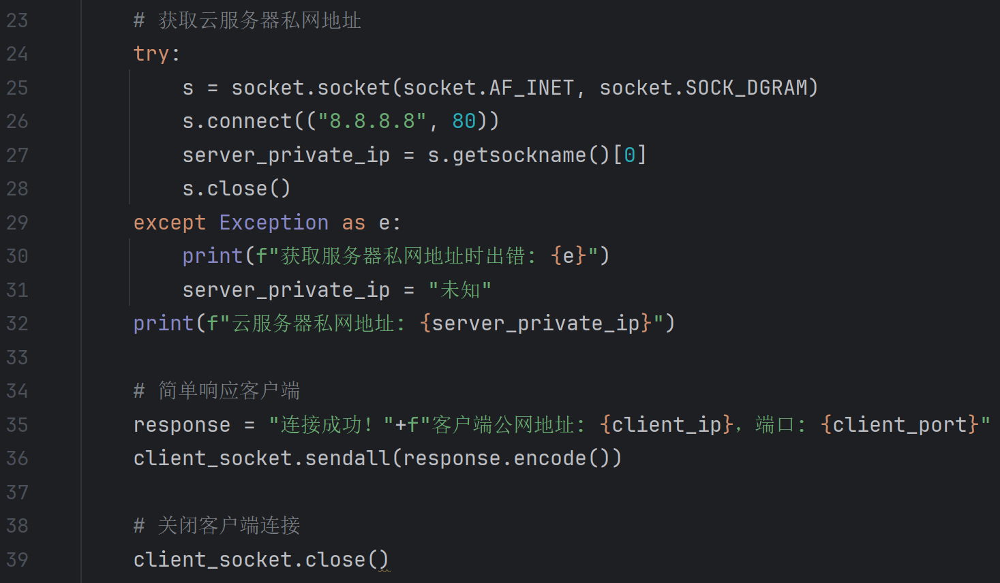 23 # 获取云服务器私网地址
24 try:
25 s = socket.socket(socket.AF_INET, socket.SOCK_DGRAM)
26 s.connect(("8.8.8.8", 80))
27 server_private_ip = s.getsockname()[0]
28 s.close()
29 except Exception as e:
30 print(f"获取服务器私网地址时出错: {e}")
31 server_private_ip = "未知"
32 print(f"云服务器私网地址: {server_private_ip}")
33
34 # 简单响应客户端
35 response = "连接成功！"+f"客户端公网地址: {client_ip}, 端口: {client_port}"
36 client_socket.sendall(response.encode())
37
38 # 关闭客户端连接
39 client_socket.close()